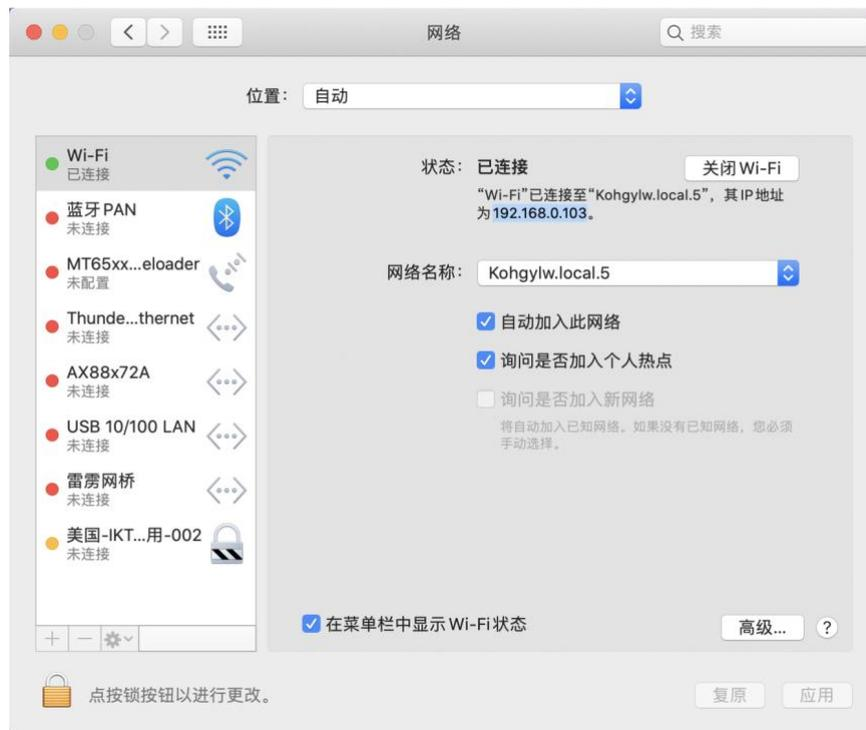 网络
搜索
位置：
自动
Wi-Fi
已连接
蓝牙 PAN
未连接
MT65xx...eloader
未配置
Thunde...thernet
未连接
AX88x72A
未连接
USB 10/100 LAN
未连接
雷雳网桥
未连接
美国-IKT...用-002
未连接
状态：
已连接
关闭 Wi-Fi
“Wi-Fi”已连接至“Kohgylw.local.5”，其 IP 地址
为 192.168.0.103。
网络名称：
Kohgylw.local.5
自动加入此网络
询问是否加入个人热点
询问是否加入新网络
将自动加入已知网络。如果没有已知网络，您必须
手动选择。
在菜单栏中显示 Wi-Fi 状态
高级...
?
点按锁按钮以进行更改。
复原
应用